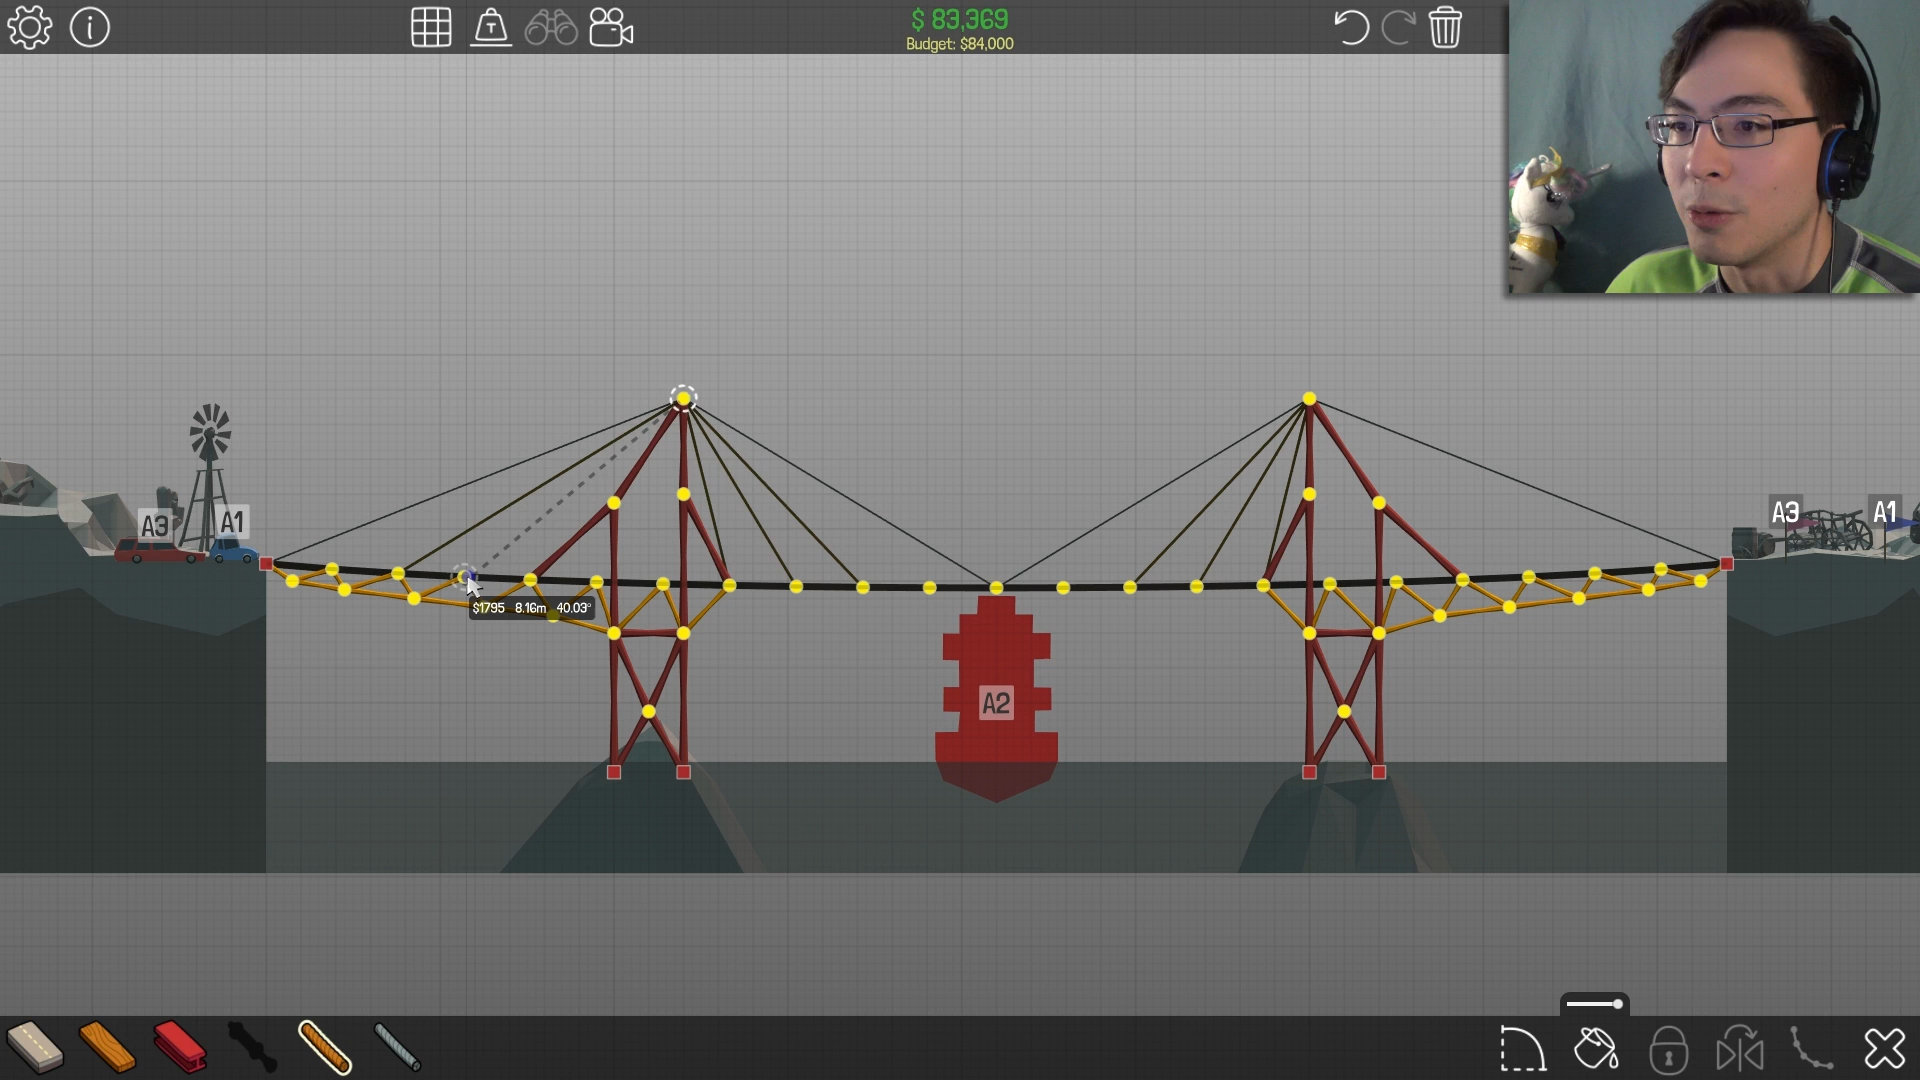 $ 83,369
Budget: $84,000
A3
A1
A3
A1
$1795 8.16m 40.03°
A2